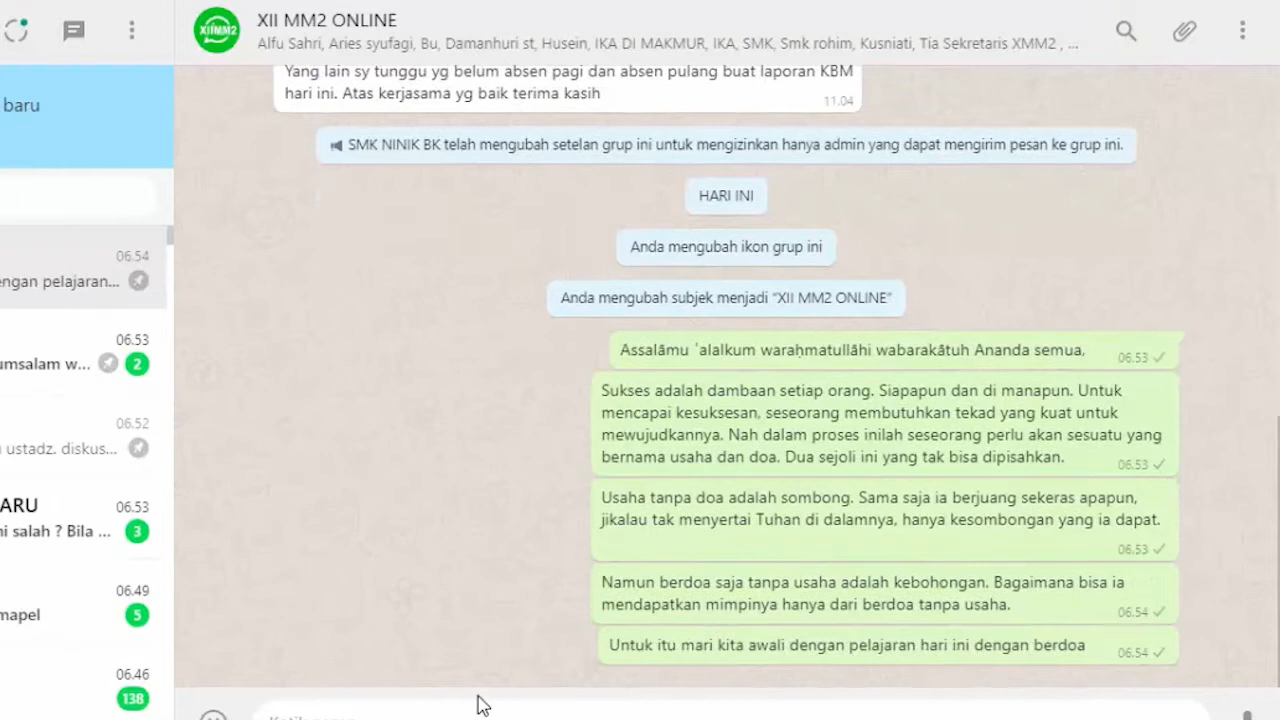 XIIMM2
XII MM2 ONLINE
Alfu Sahri, Aries syufagi, Bu, Damanhuri st, Husein, IKA DI MAKMUR, IKA, SMK, Smk rohim, Kusniati, Tia Sekretaris XMM2 , ...
baru
06.54
engan pelajaran...
06.53
umsalam w...
2
06.52
u ustadz. diskus...
ARU
06.53
ni salah ? Bila ...
3
06.49
mapel
5
06.46
138
Yang lain sy tunggu yg belum absen pagi dan absen pulang buat laporan KBM
hari ini. Atas kerjasama yg baik terima kasih
11.04
SMK NINIK BK telah mengubah setelan grup ini untuk mengizinkan hanya admin yang dapat mengirim pesan ke grup ini.
HARI INI
Anda mengubah ikon grup ini
Anda mengubah subjek menjadi “XII MM2 ONLINE”
Assalāmu ʿalalkum waraḥmatullāhi wabarakātuh Ananda semua,
06.53
Sukses adalah dambaan setiap orang. Siapapun dan di manapun. Untuk
mencapai kesuksesan, seseorang membutuhkan tekad yang kuat untuk
mewujudkannya. Nah dalam proses inilah seseorang perlu akan sesuatu yang
bernama usaha dan doa. Dua sejoli ini yang tak bisa dipisahkan.
06.53
Usaha tanpa doa adalah sombong. Sama saja ia berjuang sekeras apapun,
jikalau tak menyertai Tuhan di dalamnya, hanya kesombongan yang ia dapat.
06.53
Namun berdoa saja tanpa usaha adalah kebohongan. Bagaimana bisa ia
mendapatkan mimpinya hanya dari berdoa tanpa usaha.
06.54
Untuk itu mari kita awali dengan pelajaran hari ini dengan berdoa
06.54